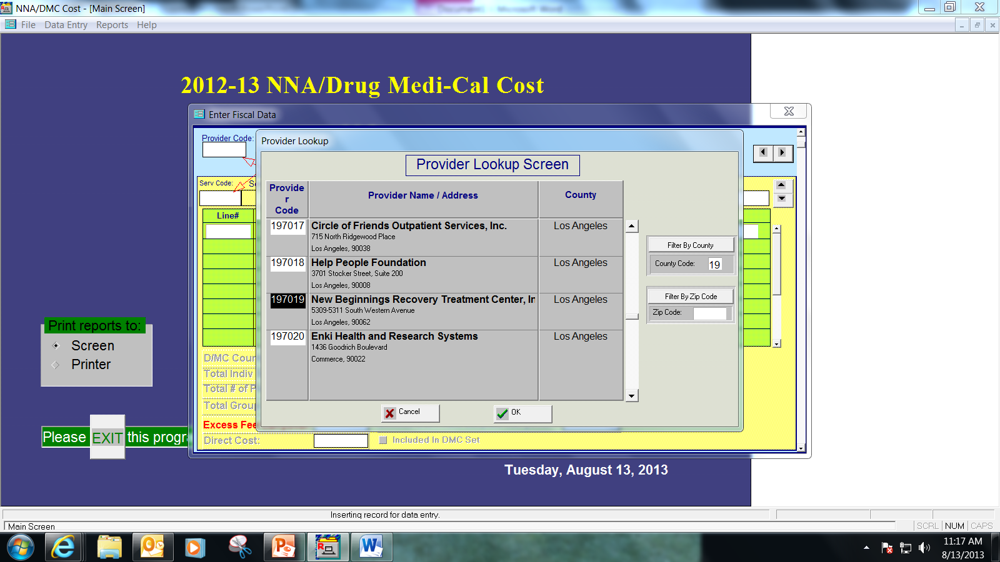 NNA/DMC Cost - [Main Screen]
Microsoft Word
File Data Entry Reports Help
2012-13 NNA/Drug Medi-Cal Cost
Enter Fiscal Data
Provider Code:
Provider Lookup
Provider Lookup Screen
Serv Code:
Line#
Provide
r
Code
Provider Name / Address
County
197017
Circle of Friends Outpatient Services, Inc.
715 North Ridgewood Place
Los Angeles, 90038
Los Angeles
197018
Help People Foundation
3701 Stocker Street, Suite 200
Los Angeles, 90008
Los Angeles
197019
New Beginnings Recovery Treatment Center, In
5309-5311 South Western Avenue
Los Angeles, 90062
Los Angeles
197020
Enki Health and Research Systems
1436 Goodrich Boulevard
Commerce, 90022
Los Angeles
Filter By County
County Code: 19
Filter By Zip Code
Zip Code:
Cancel
OK
Print reports to:
Screen
Printer
D/MC Cour
Total Indiv
Total # of P
Total Grou
Excess Fee
Direct Cost:
Included In DMC Set
Please EXIT this progra
Tuesday, August 13, 2013
Inserting record for data entry.
Main Screen
SCRL NUM CAPS
11:17 AM
8/13/2013